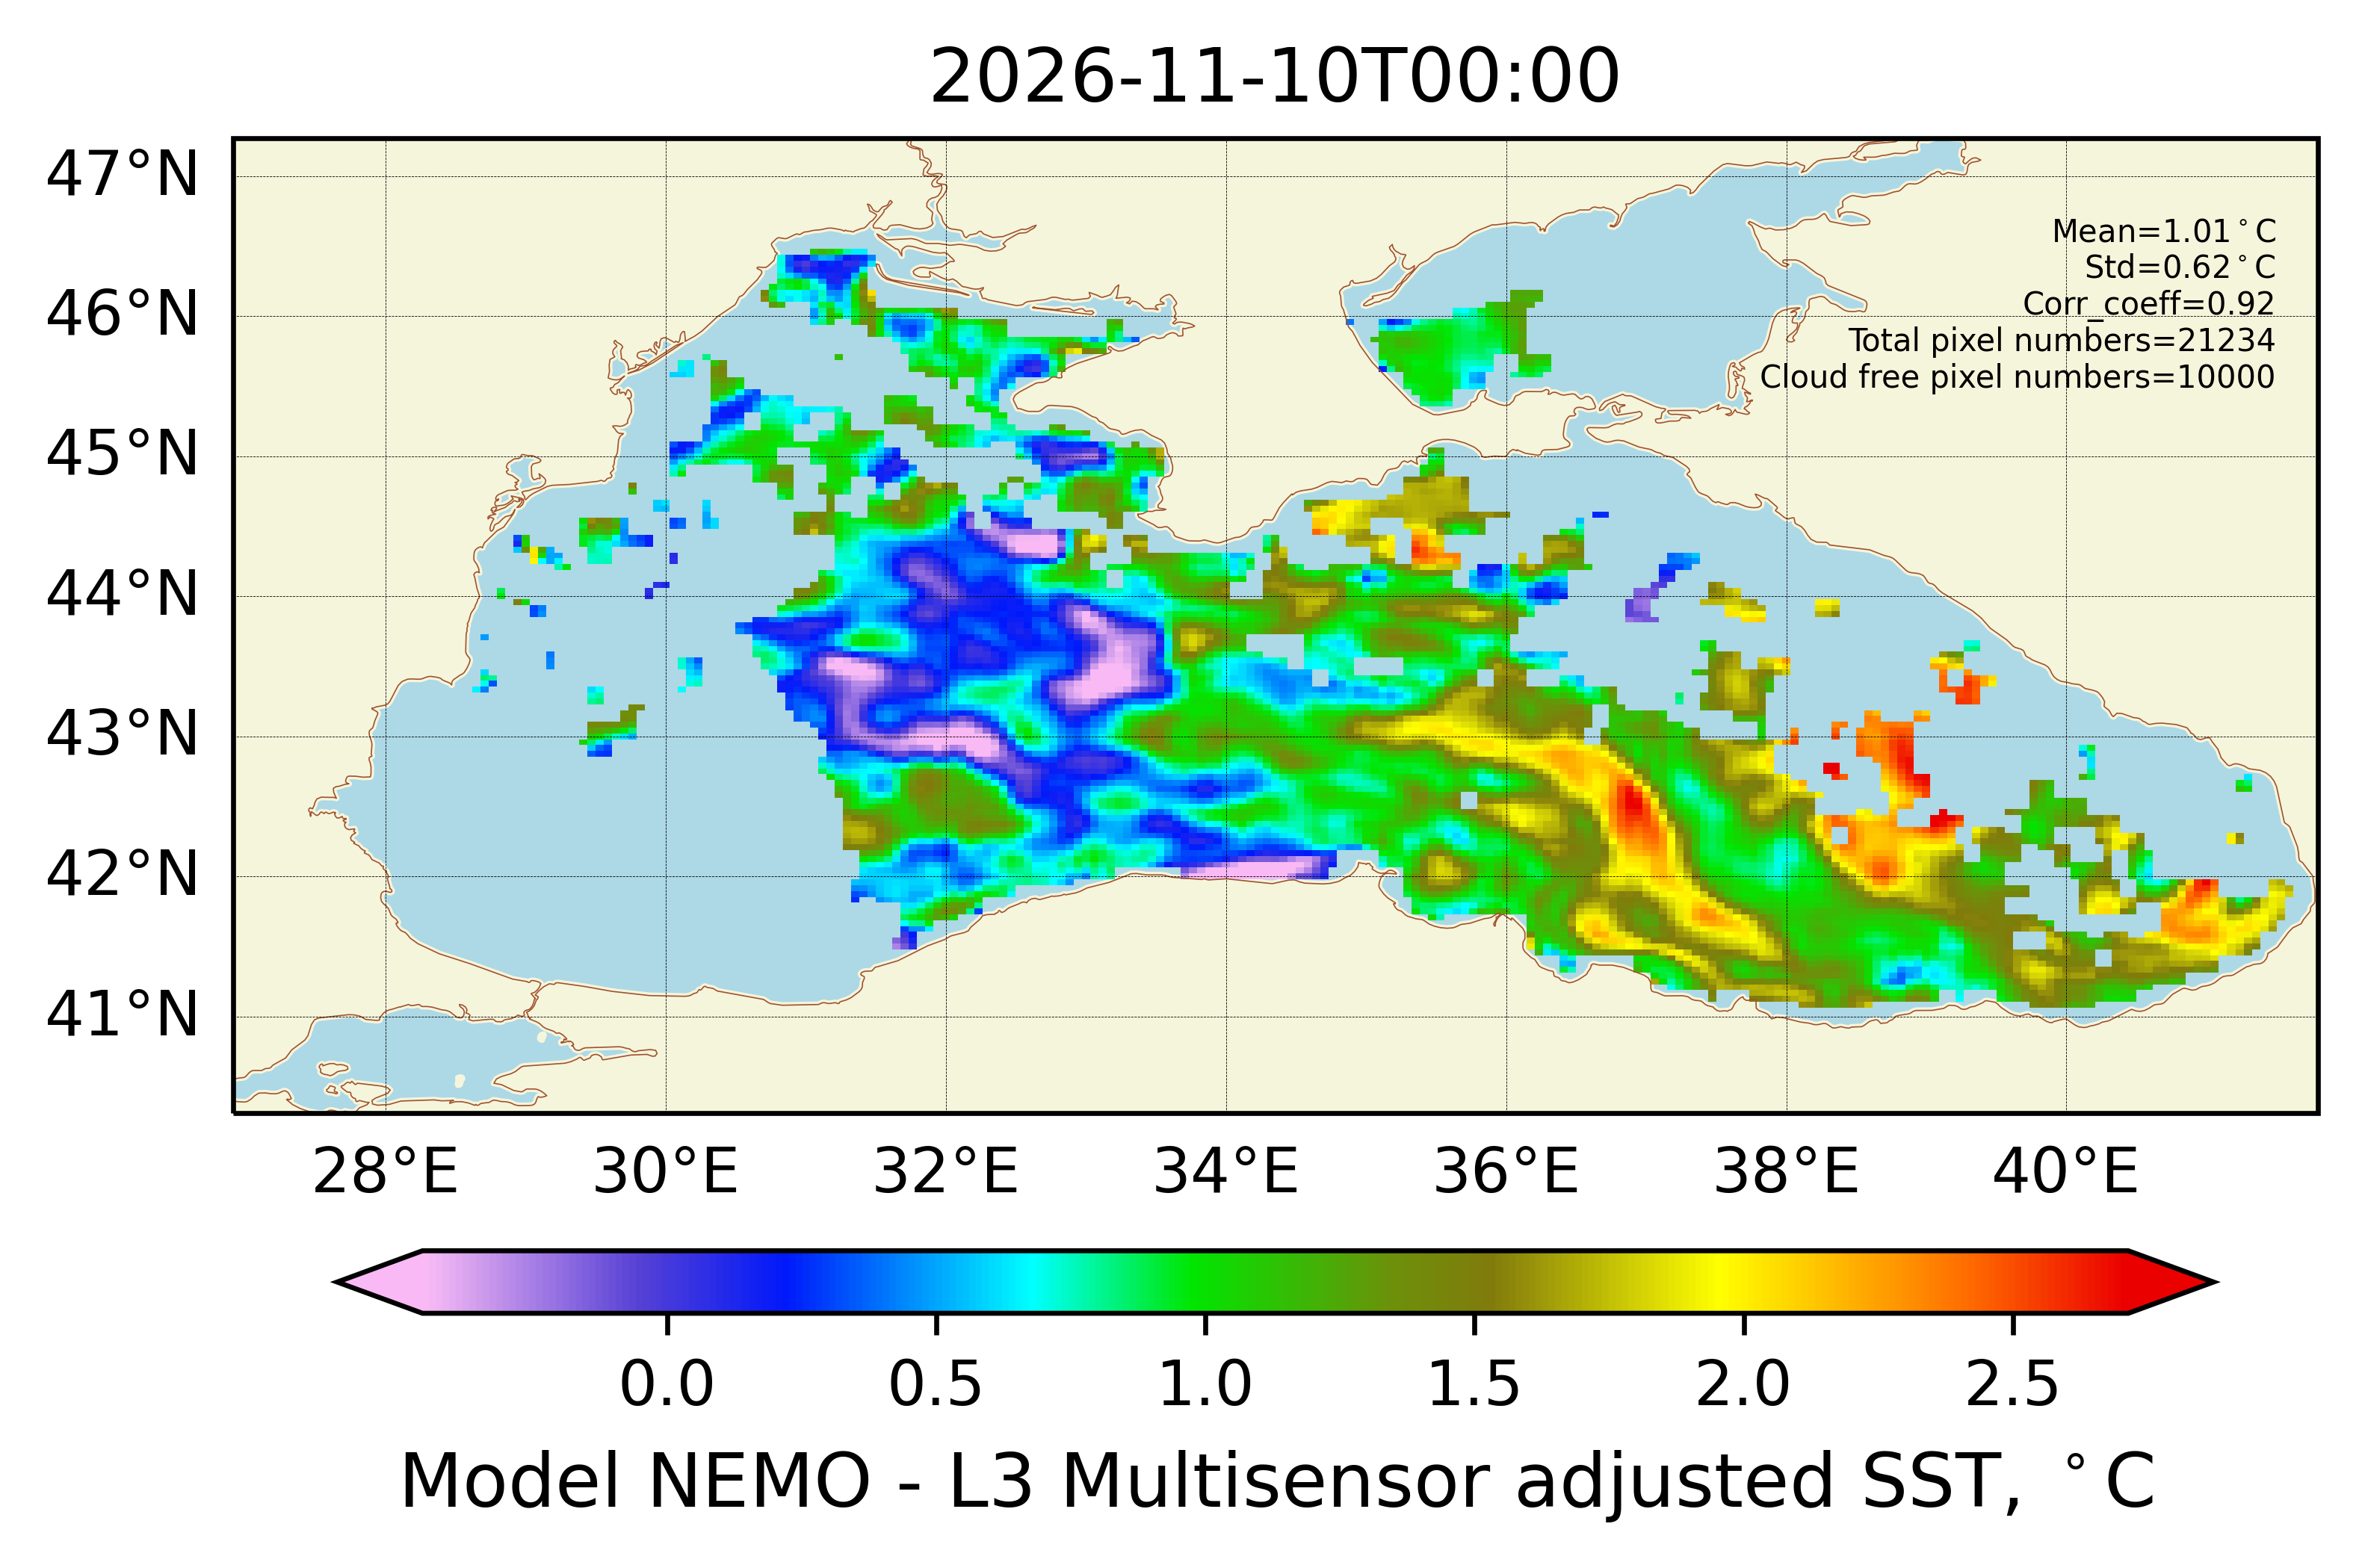 2026-11-10T00:00
47°N
46°N
45°N
44°N
43°N
42°N
41°N
Mean=1.01°C
Std=0.62°C
Corr_coeff=0.92
Total pixel numbers=21234
Cloud free pixel numbers=10000
28°E 30°E 32°E 34°E 36°E 38°E 40°E
0.0 0.5 1.0 1.5 2.0 2.5
Model NEMO - L3 Multisensor adjusted SST, °C